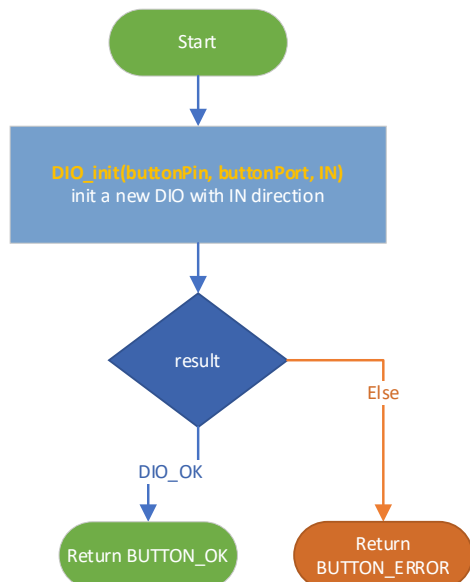 Start
DIO_init(buttonPin, buttonPort, IN)
init a new DIO with IN direction
result
Else
DIO_OK
Return BUTTON_OK
Return
BUTTON_ERROR